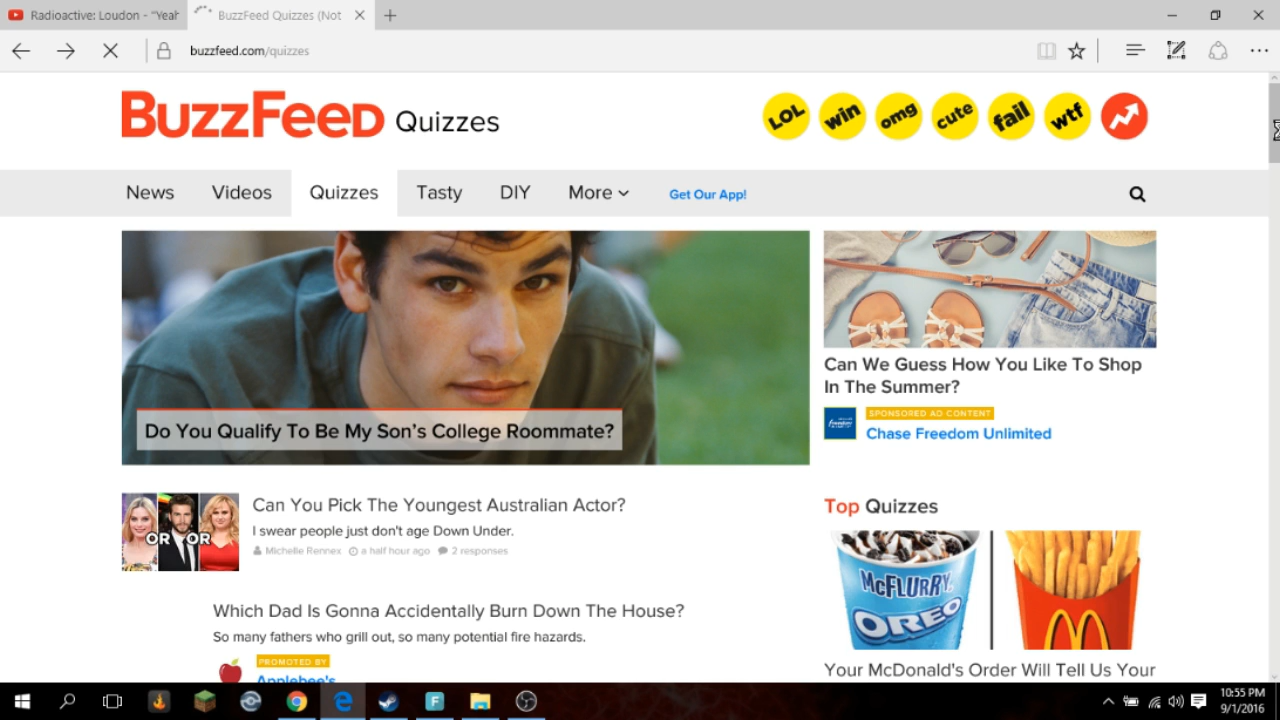 Radioactive: Loudon - "Yeah
BuzzFeed Quizzes (Not
buzzfeed.com/quizzes
BuzzFeed Quizzes
LOL
win
omg
cute
fail
wtf
News
Videos
Quizzes
Tasty
DIY
More
Get Our App!
Do You Qualify To Be My Son's College Roommate?
Can We Guess How You Like To Shop
In The Summer?
SPONSORED AD CONTENT
freedom
Chase Freedom Unlimited
OR OR
Can You Pick The Youngest Australian Actor?
I swear people just don't age Down Under.
Michelle Rennex a half hour ago 2 responses
Which Dad Is Gonna Accidentally Burn Down The House?
So many fathers who grill out, so many potential fire hazards.
PROMOTED BY
Applebee's
Top Quizzes
McFLURRY
OREO
Your McDonald's Order Will Tell Us Your
F
10:55 PM
9/1/2016